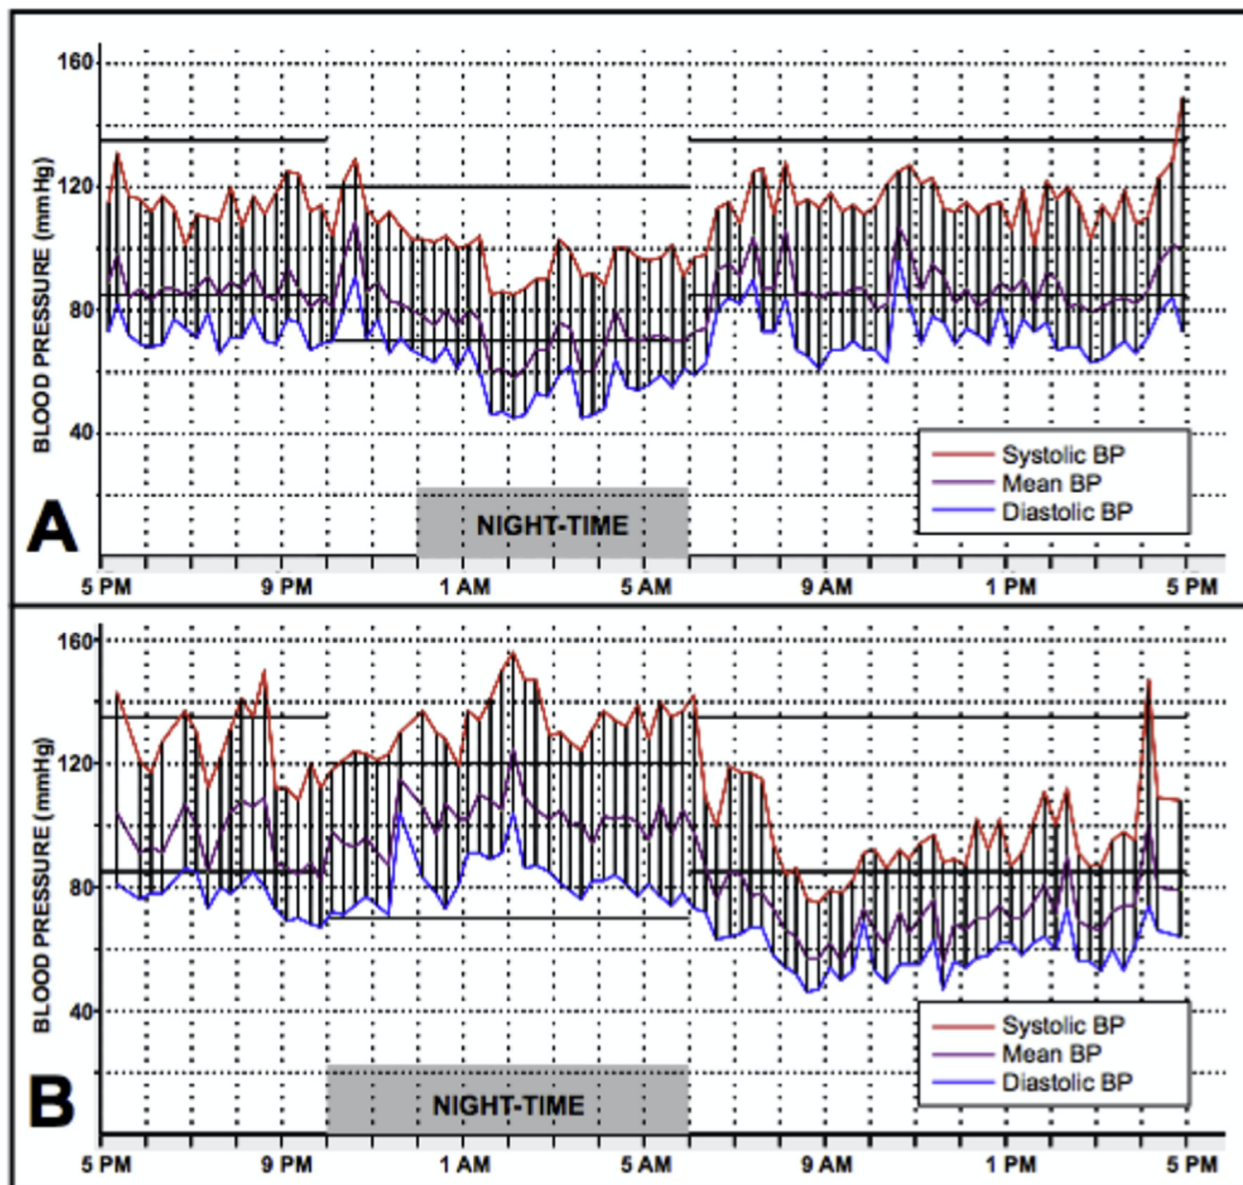 160
120
80
40
BLOOD PRESSURE (mmHg)
Systolic BP
Mean BP
Diastolic BP
A
NIGHT-TIME
5 PM 9 PM 1 AM 5 AM 9 AM 1 PM 5 PM
160
120
80
40
BLOOD PRESSURE (mmHg)
Systolic BP
Mean BP
Diastolic BP
B
NIGHT-TIME
5 PM 9 PM 1 AM 5 AM 9 AM 1 PM 5 PM